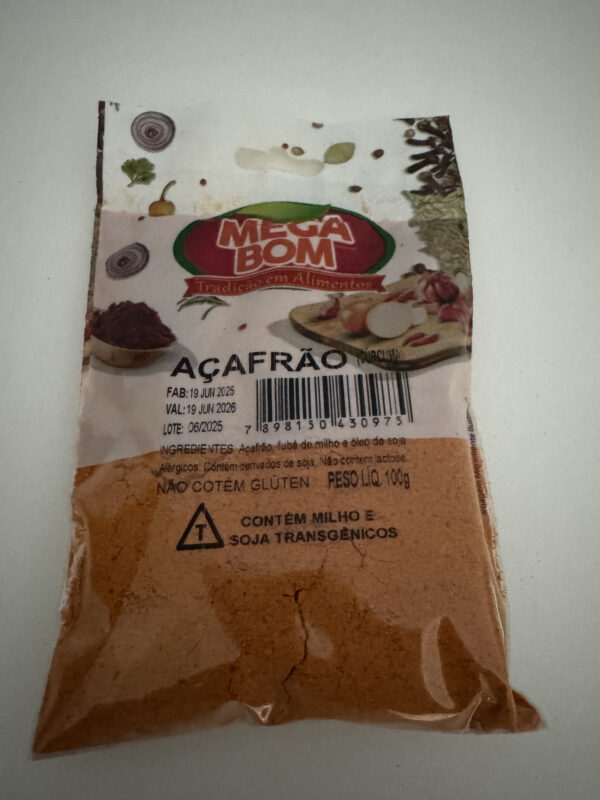 MEGA
BOM
Tradição em Alimentos
AÇAFRÃO (CÚRCUMA)
FAB: 19 JUN 2025
VAL: 19 JUN 2026
LOTE: 06/2025
7 898150 430975
INGREDIENTES: Açafrão, fubá de milho e óleo de soja
Alérgicos: Contém derivados de soja. Não contém lactose.
NÃO COTÊM GLÚTEN PESO LÍQ. 100g
T
CONTÉM MILHO E
SOJA TRANSGÊNICOS